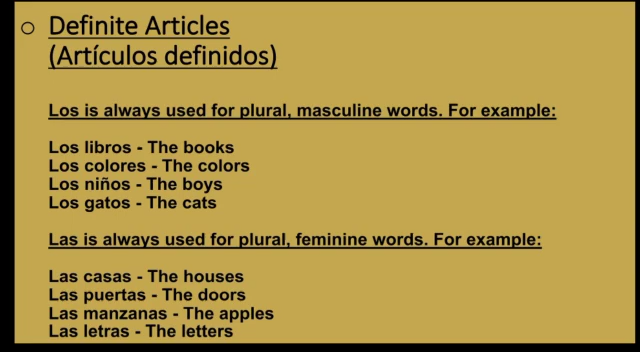 Definite Articles
(Artículos definidos)
Los is always used for plural, masculine words. For example:
Los libros - The books
Los colores - The colors
Los niños - The boys
Los gatos - The cats
Las is always used for plural, feminine words. For example:
Las casas - The houses
Las puertas - The doors
Las manzanas - The apples
Las letras - The letters